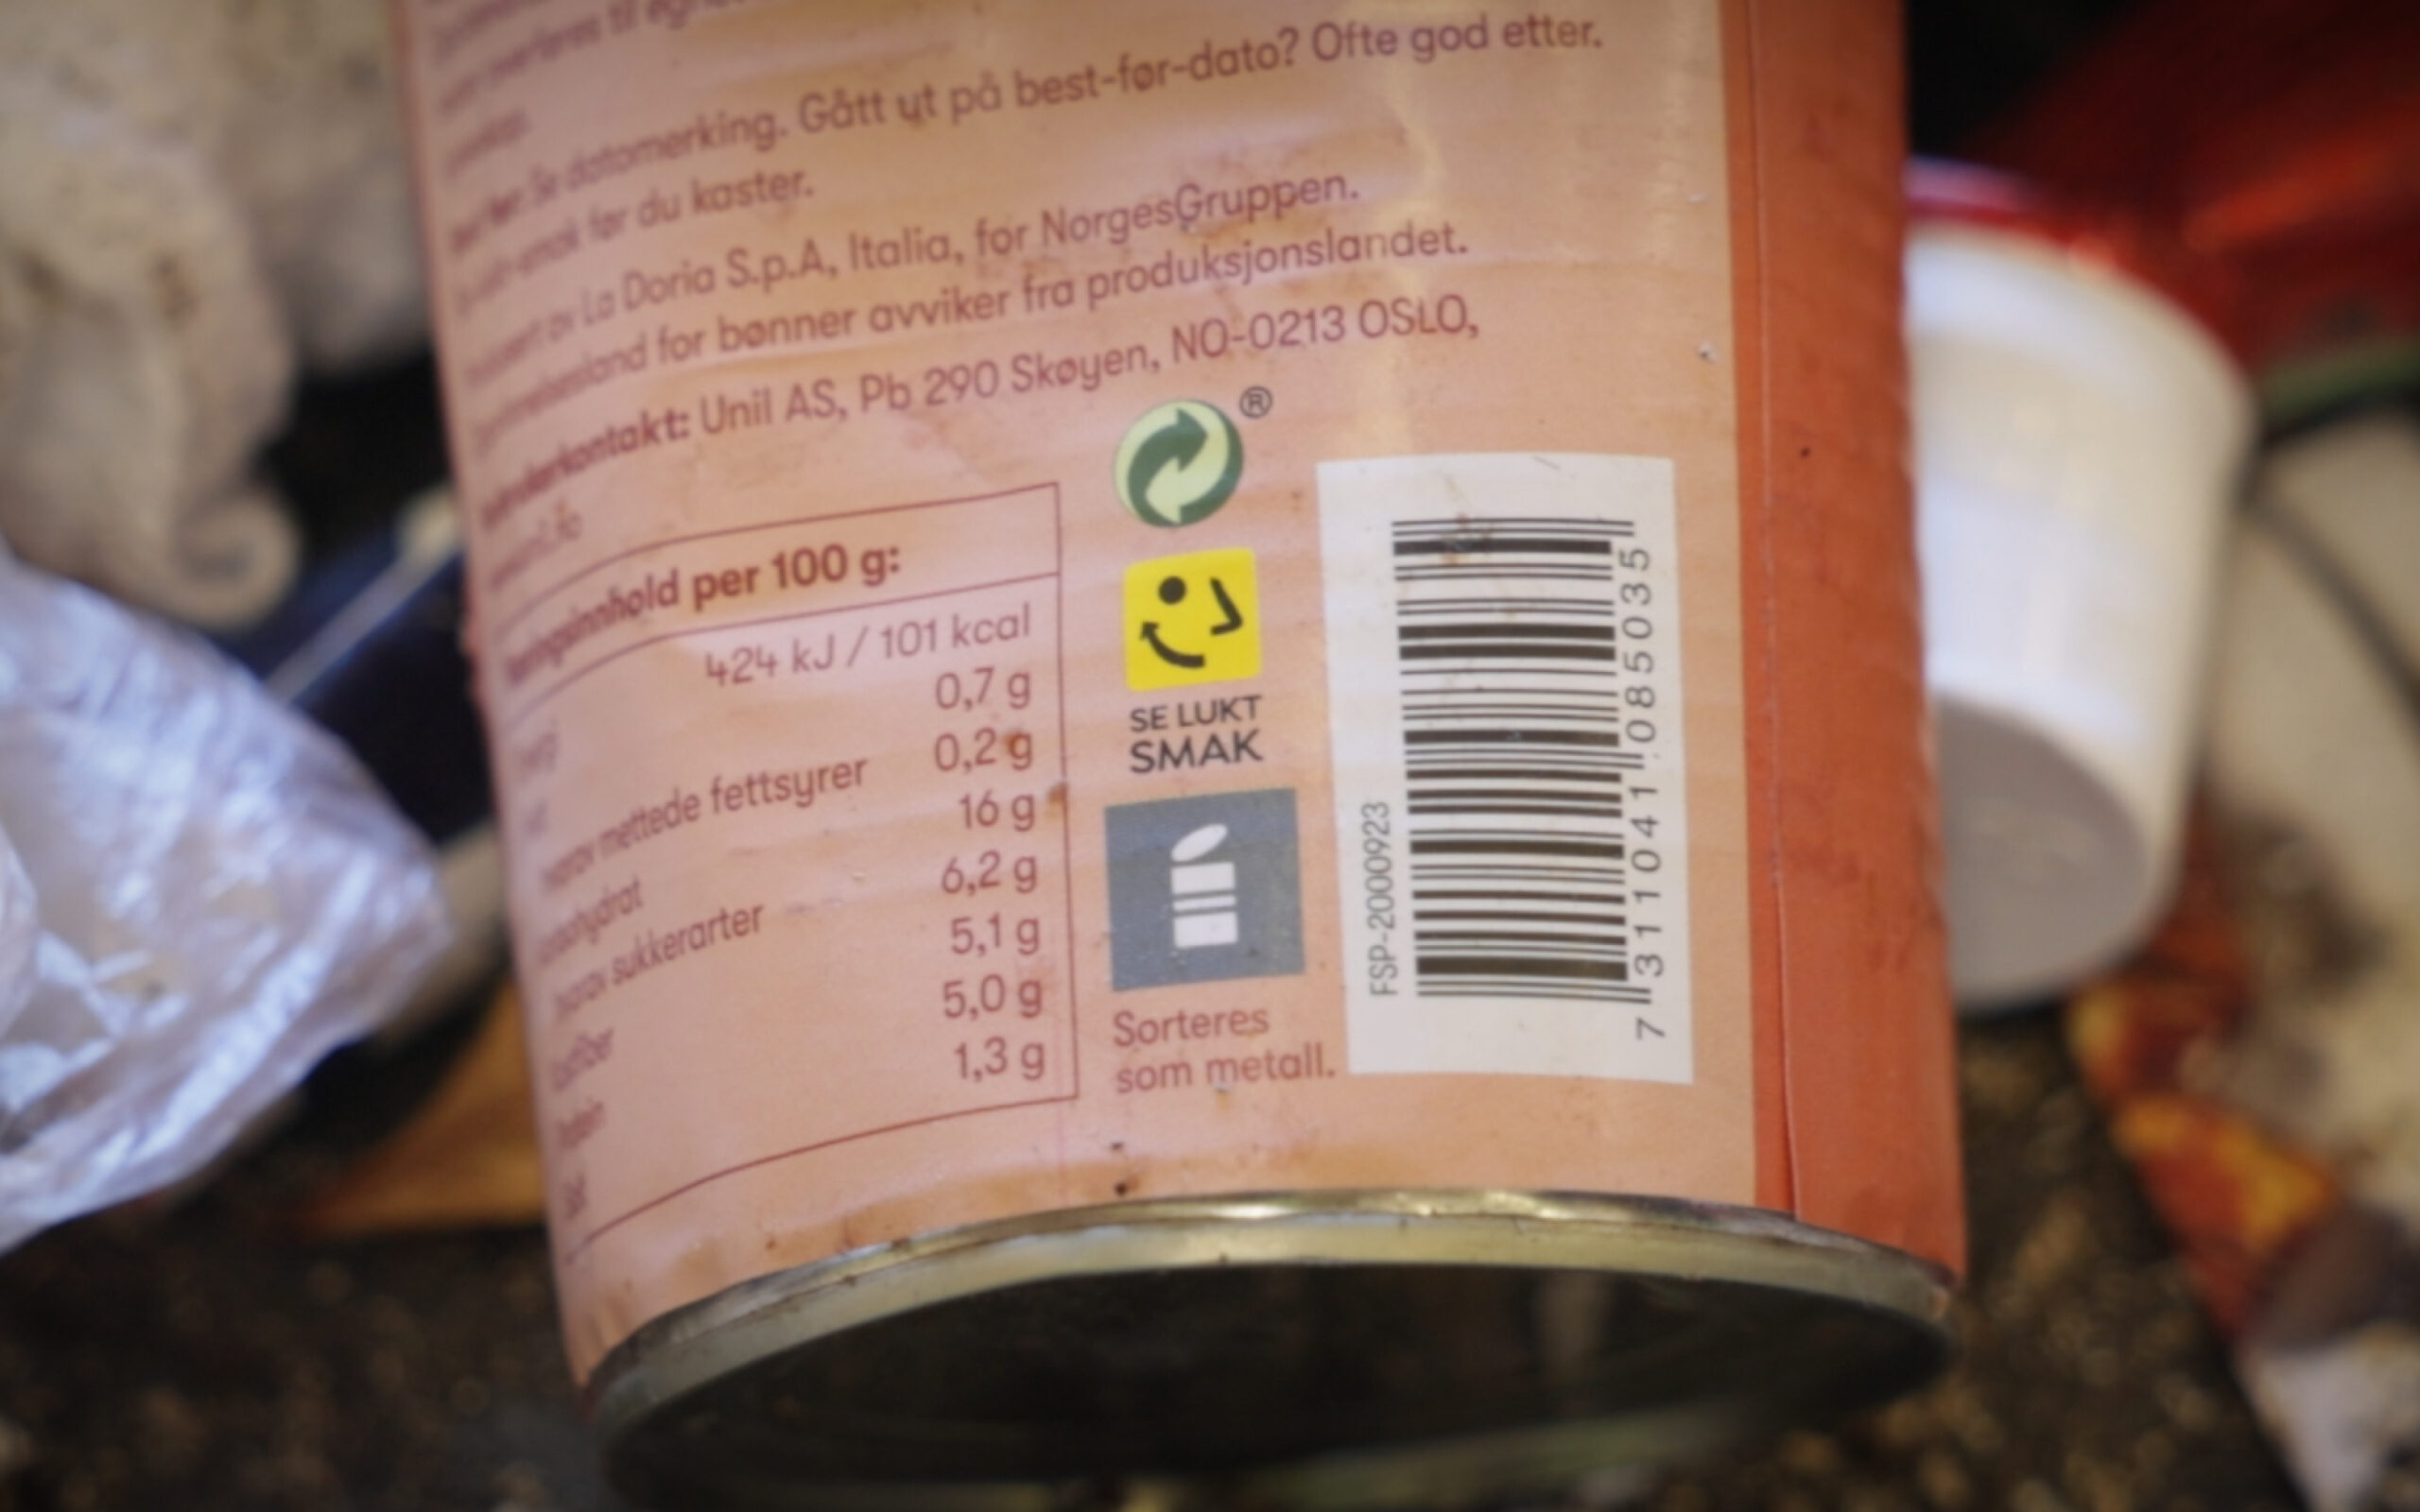 til
Se datomerking. Gått ut på best-før-dato? Ofte god etter.
før du kaster.
av La Doria S.p.A, Italia, for NorgesGruppen.
for bønner avviker fra produksjonslandet.
Unil AS, Pb 290 Skøyen, NO-0213 OSLO,
®
per 100 g:
424 kJ / 101 kcal
0,7 g
mettede fettsyrer 0,2 g
16 g
sukkerarter 6,2 g
5,1 g
5,0 g
1,3 g
SE LUKT
SMAK
Sorteres
som metall.
FSP-2000923
7 311041 085035